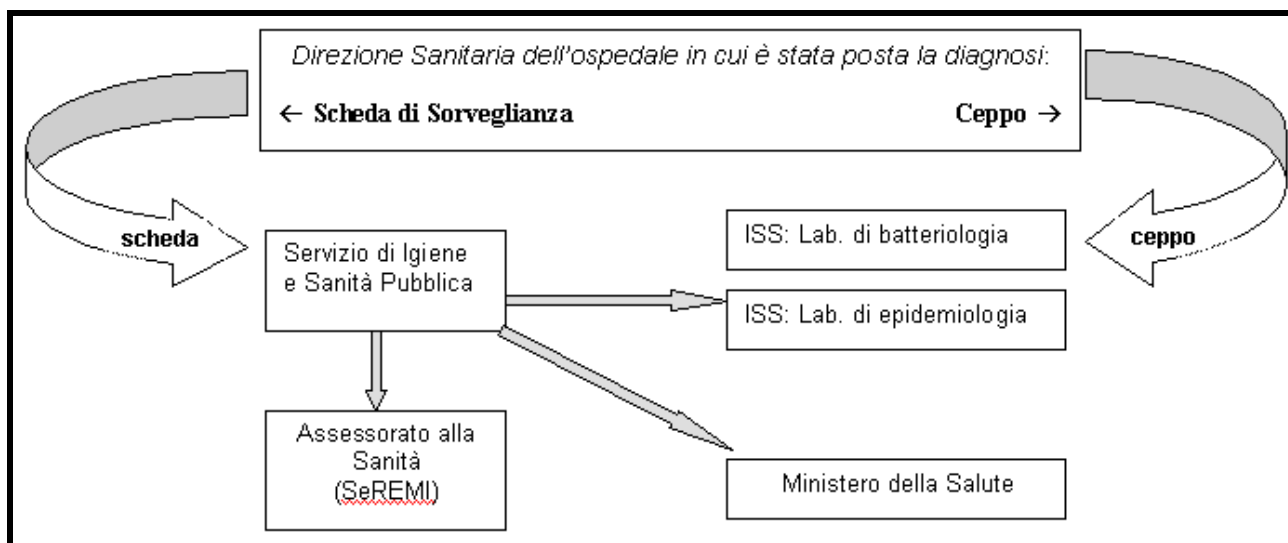 Direzione Sanitaria dell'ospedale in cui è stata posta la diagnosi:
← Scheda di Sorveglianza Ceppo →
scheda
Servizio di Igiene
e Sanità Pubblica
ISS: Lab. di batteriologia
ceppo
ISS: Lab. di epidemiologia
Assessorato alla
Sanità
(SeREMI)
Ministero della Salute